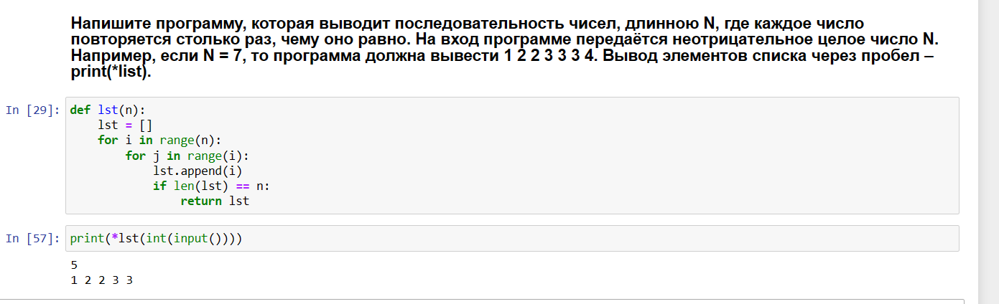 Напишите программу, которая выводит последовательность чисел, длинною N, где каждое число
повторяется столько раз, чему оно равно. На вход программе передаётся неотрицательное целое число N.
Например, если N = 7, то программа должна вывести 1 2 2 3 3 3 4. Вывод элементов списка через пробел –
print(*list).
In [29]: def lst(n):
    lst = []
    for i in range(n):
        for j in range(i):
            lst.append(i)
            if len(lst) == n:
                return lst
In [57]: print(*lst(int(input())))
5
1 2 2 3 3